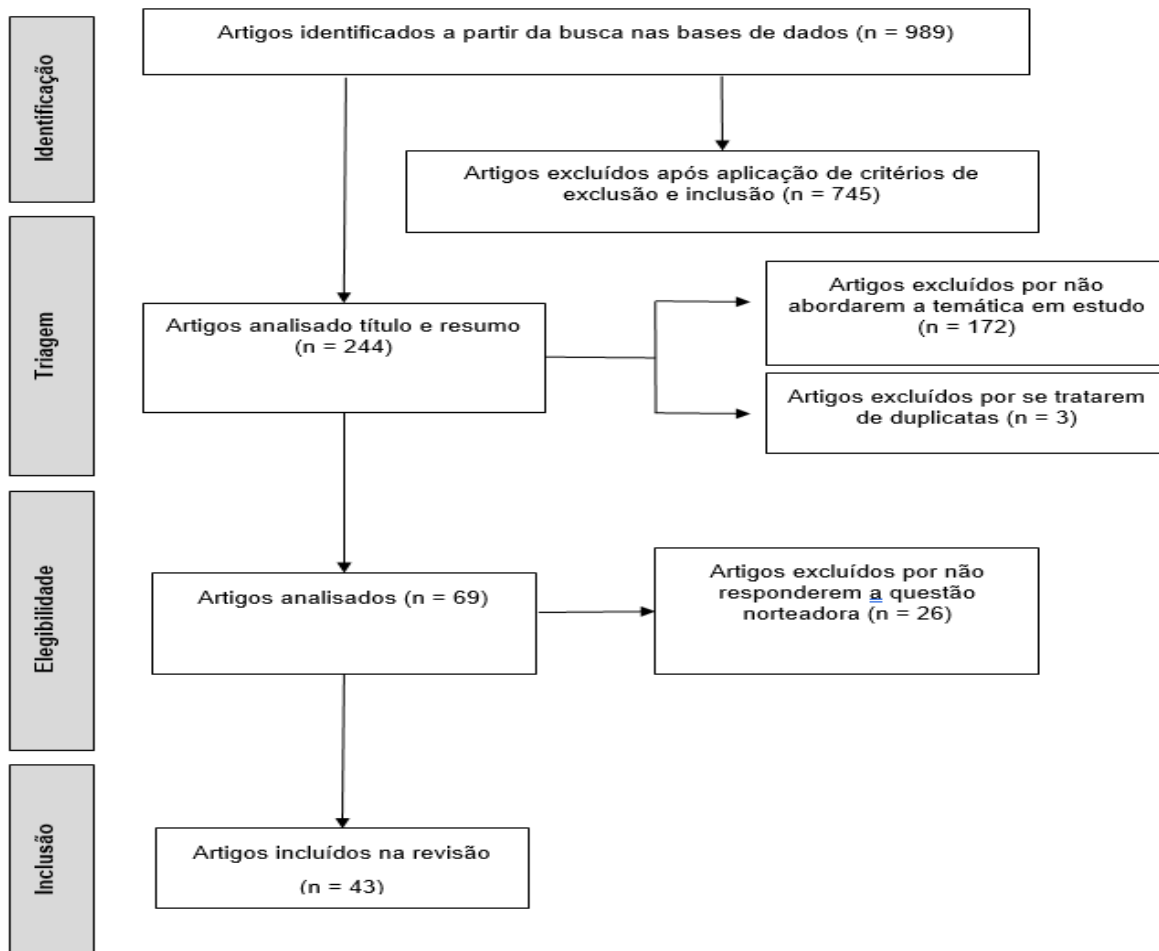 Identificação
Artigos identificados a partir da busca nas bases de dados (n = 989)
Artigos excluídos após aplicação de critérios de
exclusão e inclusão (n = 745)
Triagem
Artigos analisado título e resumo
(n = 244)
Artigos excluídos por não
abordarem a temática em estudo
(n = 172)
Artigos excluídos por se tratarem
de duplicatas (n = 3)
Elegibilidade
Artigos analisados (n = 69)
Artigos excluídos por não
responderem a questão
norteadora (n = 26)
Inclusão
Artigos incluídos na revisão
(n = 43)